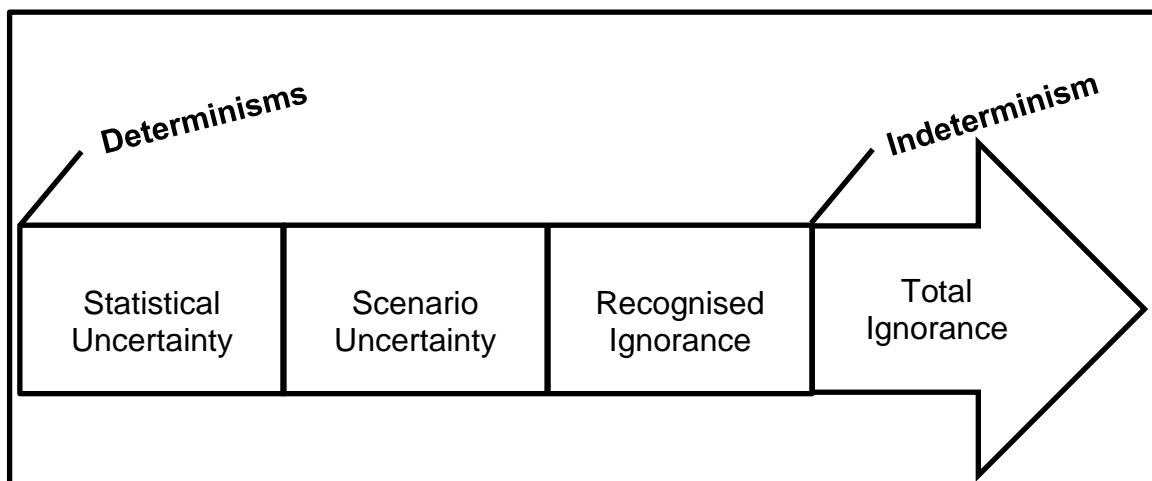 Determinisms
Indeterminism
Statistical
Uncertainty
Scenario
Uncertainty
Recognised
Ignorance
Total
Ignorance